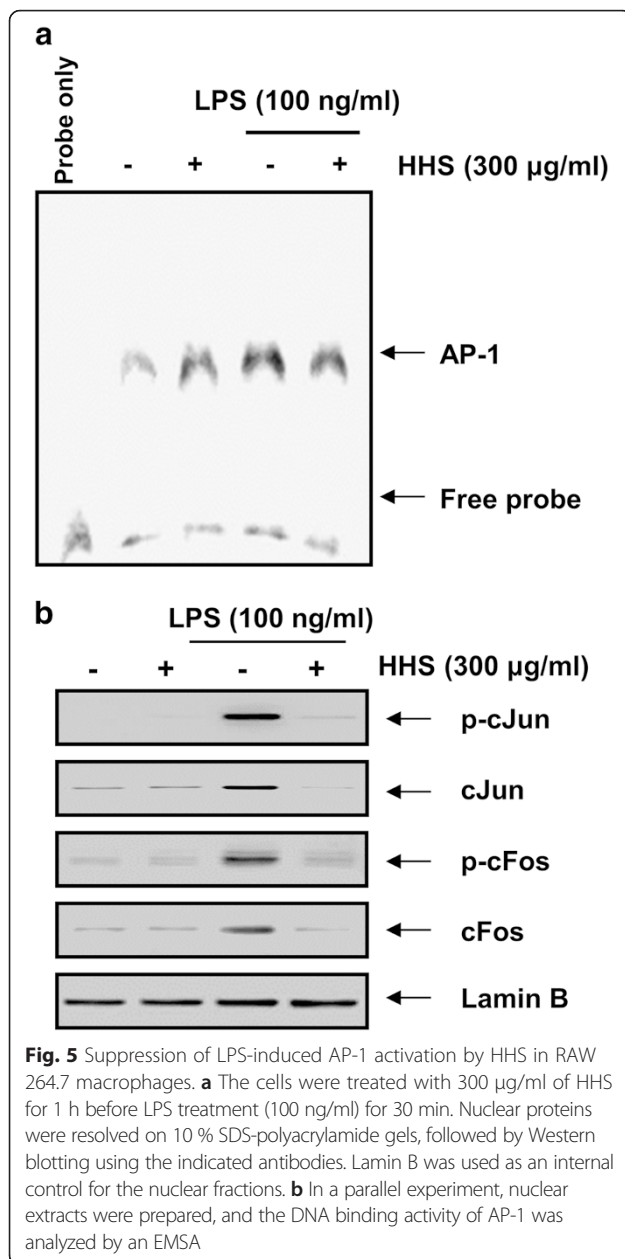 a
Probe only
LPS (100 ng/ml)
- + - + HHS (300 µg/ml)
AP-1
Free probe
b
LPS (100 ng/ml)
- + - + HHS (300 µg/ml)
p-cJun
cJun
p-cFos
cFos
Lamin B
Fig. 5 Suppression of LPS-induced AP-1 activation by HHS in RAW
264.7 macrophages. a The cells were treated with 300 µg/ml of HHS
for 1 h before LPS treatment (100 ng/ml) for 30 min. Nuclear proteins
were resolved on 10 % SDS-polyacrylamide gels, followed by Western
blotting using the indicated antibodies. Lamin B was used as an internal
control for the nuclear fractions. b In a parallel experiment, nuclear
extracts were prepared, and the DNA binding activity of AP-1 was
analyzed by an EMSA